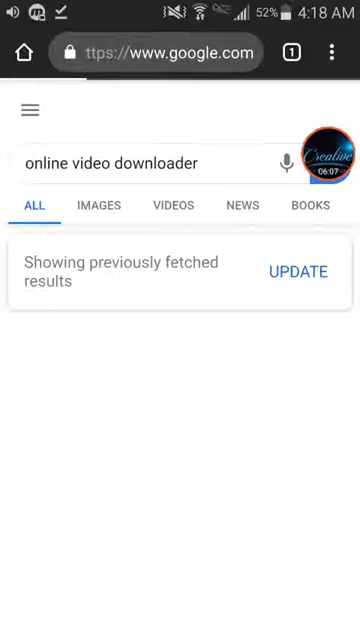 52% 4:18 AM
ttps://www.google.com 1
online video downloader
Creative
06:07
ALL IMAGES VIDEOS NEWS BOOKS
Showing previously fetched
results
UPDATE